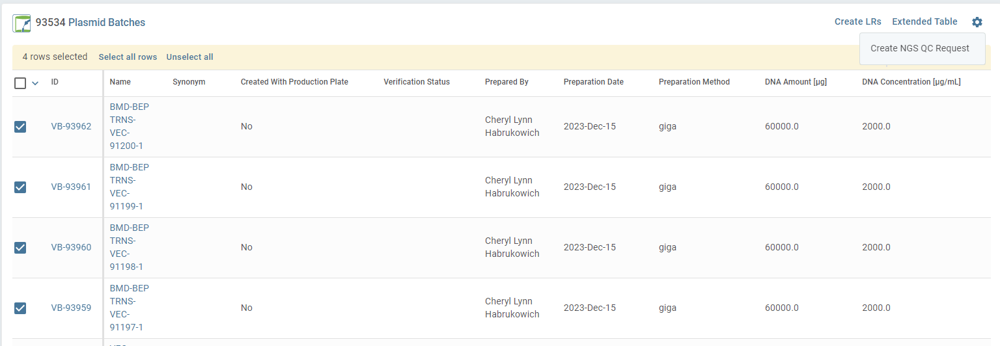 93534 Plasmid Batches
Create LRs Extended Table
Create NGS QC Request
4 rows selected Select all rows Unselect all
ID Name Synonym Created With Production Plate Verification Status Prepared By Preparation Date Preparation Method DNA Amount [µg] DNA Concentration [µg/mL]
BMD-BEP
TRNS-
VEC-
91200-1
VB-93962 No Cheryl Lynn
Habrukowich
2023-Dec-15 giga 60000.0 2000.0
BMD-BEP
TRNS-
VEC-
91199-1
VB-93961 No Cheryl Lynn
Habrukowich
2023-Dec-15 giga 60000.0 2000.0
BMD-BEP
TRNS-
VEC-
91198-1
VB-93960 No Cheryl Lynn
Habrukowich
2023-Dec-15 giga 60000.0 2000.0
BMD-BEP
TRNS-
VEC-
91197-1
VB-93959 No Cheryl Lynn
Habrukowich
2023-Dec-15 giga 60000.0 2000.0